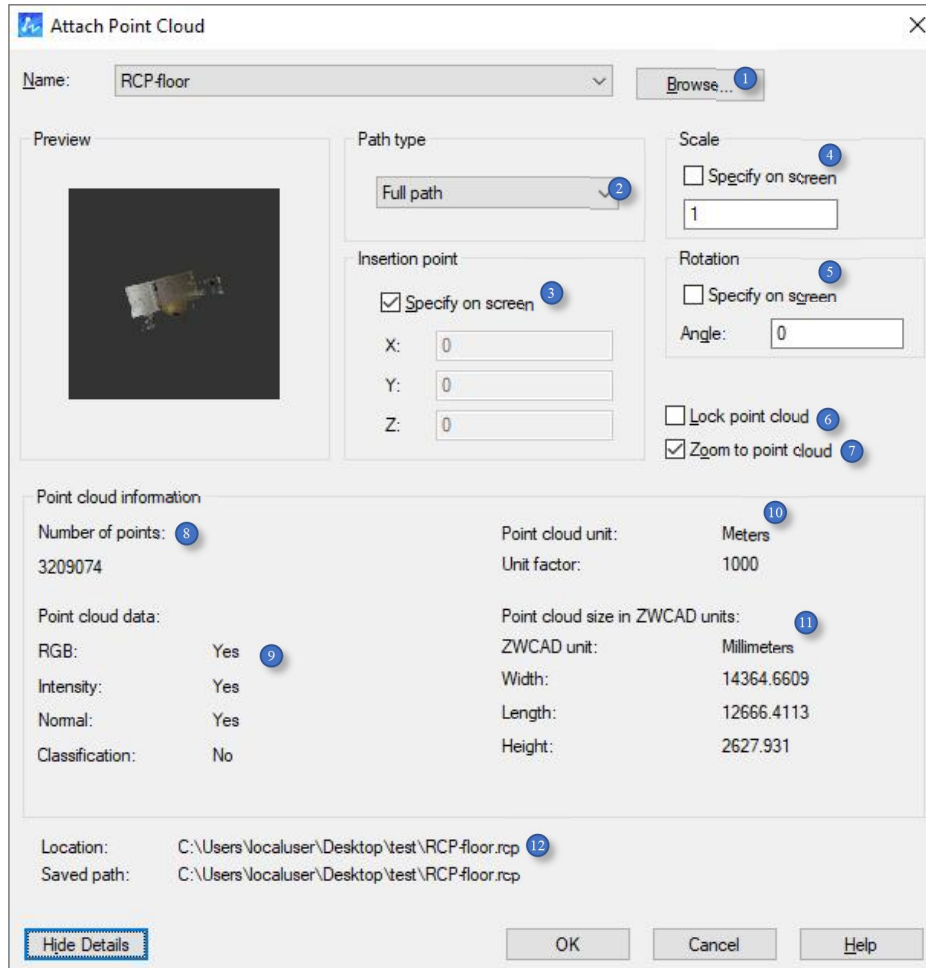 Attach Point Cloud
Name: RCP-floor Browse... 1
Preview
Path type
Full path 2
Insertion point
Specify on screen 3
X: 0
Y: 0
Z: 0
Scale
Specify on screen 4
1
Rotation
Specify on screen 5
Angle: 0
Lock point cloud 6
Zoom to point cloud 7
Point cloud information
Number of points: 8
3209074
Point cloud data:
RGB: Yes 9
Intensity: Yes
Normal: Yes
Classification: No
10
Point cloud unit: Meters
Unit factor: 1000
Point cloud size in ZWCAD units: 11
ZWCAD unit: Millimeters
Width: 14364.6609
Length: 12666.4113
Height: 2627.931
Location: C:\Users\localuser\Desktop\test\RCP-floor.rcp 12
Saved path: C:\Users\localuser\Desktop\test\RCP-floor.rcp
Hide Details OK Cancel Help